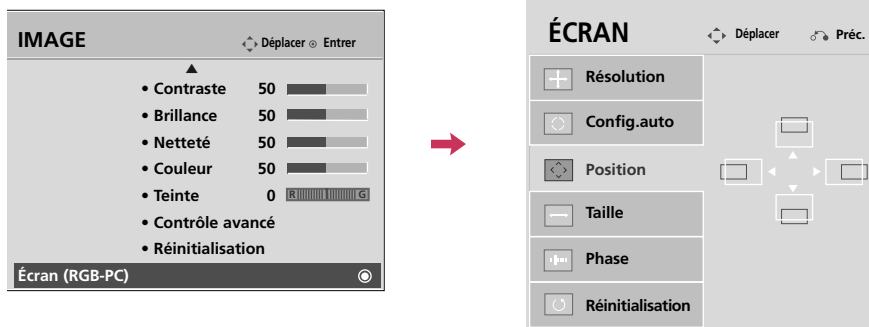 IMAGE
Déplacer Entrer
• Contraste 50
• Brillance 50
• Netteté 50
• Couleur 50
• Teinte 0 R G
• Contrôle avancé
• Réinitialisation
Écran (RGB-PC)
ÉCRAN
Déplacer Préc.
Résolution
Config.auto
Position
Taille
Phase
Réinitialisation